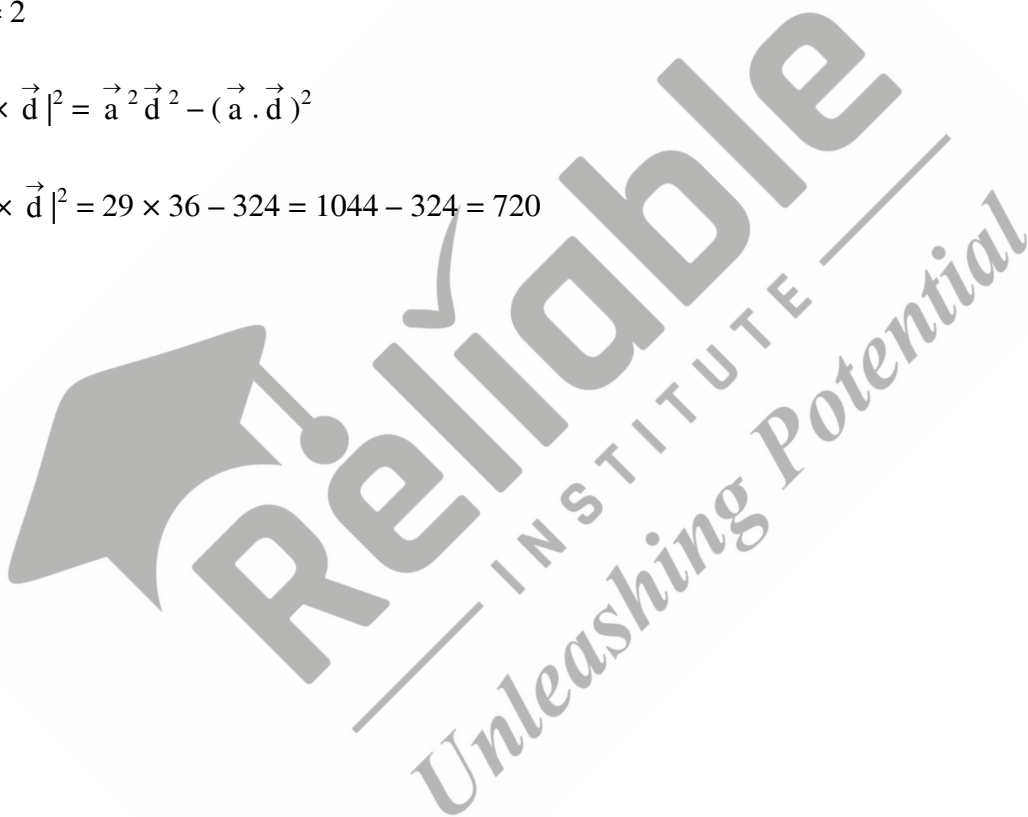 = 2
× d⃗ |² = a⃗ ² d⃗ ² – ( a⃗ . d⃗ )²
× d⃗ |² = 29 × 36 – 324 = 1044 – 324 = 720
Reliable
INSTITUTE
Unleashing Potential